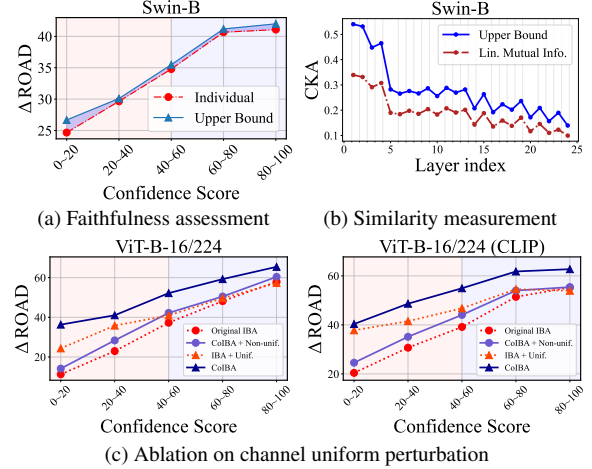 Swin-B
Δ ROAD
40
35
30
25
Individual
Upper Bound
0~20
20~40
40~60
60~80
80~100
Confidence Score
(a) Faithfulness assessment
Swin-B
CKA
0.5
0.4
0.3
0.2
0.1
Upper Bound
Lin. Mutual Info.
0
5
10
15
20
25
Layer index
(b) Similarity measurement
ViT-B-16/224
Δ ROAD
60
40
20
Original IBA
CoIBA + Non-unif.
IBA + Unif.
CoIBA
0~20
20~40
40~60
60~80
80~100
Confidence Score
ViT-B-16/224 (CLIP)
Δ ROAD
60
40
20
Original IBA
CoIBA + Non-unif.
IBA + Unif.
CoIBA
0~20
20~40
40~60
60~80
80~100
Confidence Score
(c) Ablation on channel uniform perturbation